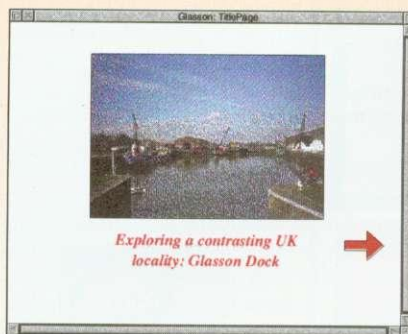 Glasson: TitlePage
Exploring a contrasting UK
locality: Glasson Dock